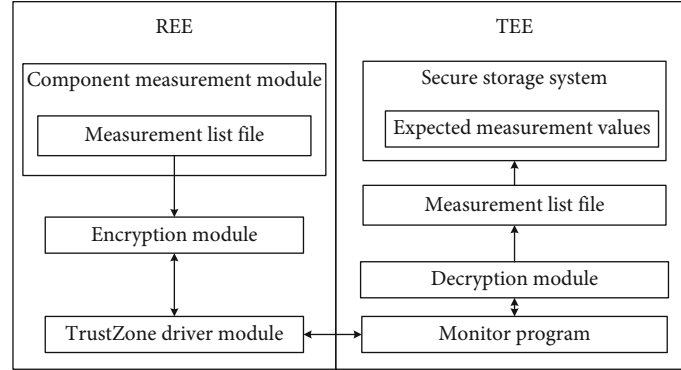 REE
Component measurement module
Measurement list file
Encryption module
TrustZone driver module
TEE
Secure storage system
Expected measurement values
Measurement list file
Decryption module
Monitor program